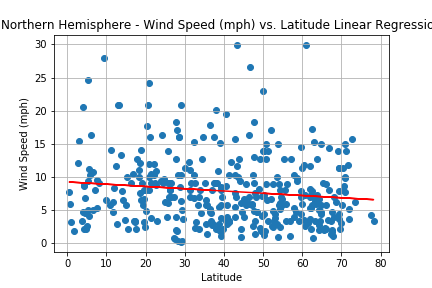 Northern Hemisphere - Wind Speed (mph) vs. Latitude Linear Regressio
Wind Speed (mph)
30
25
20
15
10
5
0
0 10 20 30 40 50 60 70 80
Latitude